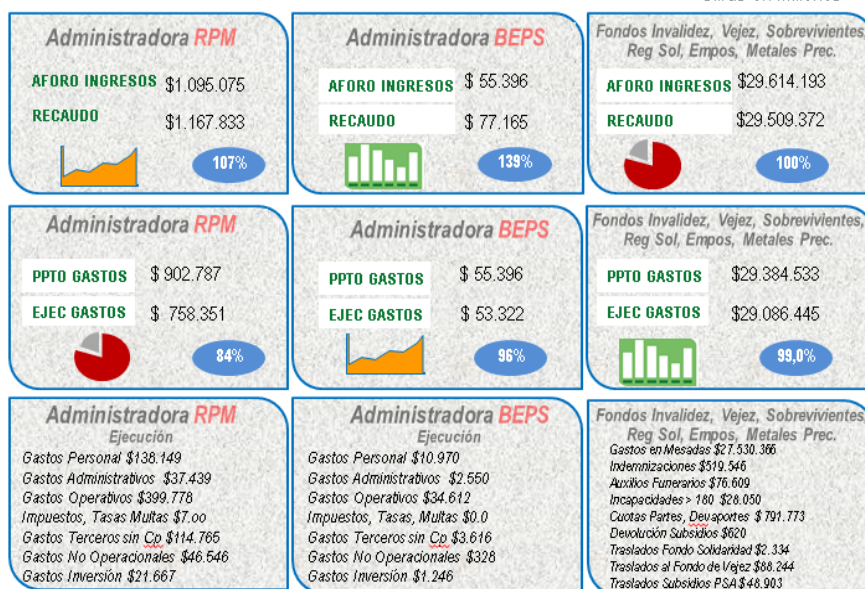 Administradora RPM
AFORO INGRESOS $1.095.075
RECAUDO $1.167.833
107%
Administradora BEPS
AFORO INGRESOS $ 55.396
RECAUDO $ 77.165
139%
Fondos Invalidez, Vejez, Sobrevivientes,
Reg Sol, Empos, Metales Prec.
AFORO INGRESOS $29.614.193
RECAUDO $29.509.372
100%
Administradora RPM
PPTO GASTOS $ 902.787
EJEC GASTOS $ 758.351
84%
Administradora BEPS
PPTO GASTOS $ 55.396
EJEC GASTOS $ 53.322
96%
Fondos Invalidez, Vejez, Sobrevivientes,
Reg Sol, Empos, Metales Prec.
PPTO GASTOS $29.384.533
EJEC GASTOS $29.086.445
99,0%
Administradora RPM
Ejecución
Gastos Personal $138.149
Gastos Administrativos $37.439
Gastos Operativos $399.778
Impuestos, Tasas Multas $7.oo
Gastos Terceros sin Cp $114.765
Gastos No Operacionales $46.546
Gastos Inversión $21.667
Administradora BEPS
Ejecución
Gastos Personal $10.970
Gastos Administrativos $2.550
Gastos Operativos $34.612
Impuestos, Tasas, Multas $0.0
Gastos Terceros sin Cp $3.616
Gastos No Operacionales $328
Gastos Inversión $1.246
Fondos Invalidez, Vejez, Sobrevivientes,
Reg Sol, Empos, Metales Prec.
Gastos en Mesadas $27.530.366
Indemnizaciones $519.546
Auxilios Funerarios $76.609
Incapacidades > 180 $28.050
Cuotas Partes, Devaportes $ 791.773
Devolución Subsidios $620
Traslados Fondo Solidaridad $2.334
Traslados al Fondo de Vejez $88.244
Traslados Subsidios PSA $48.903